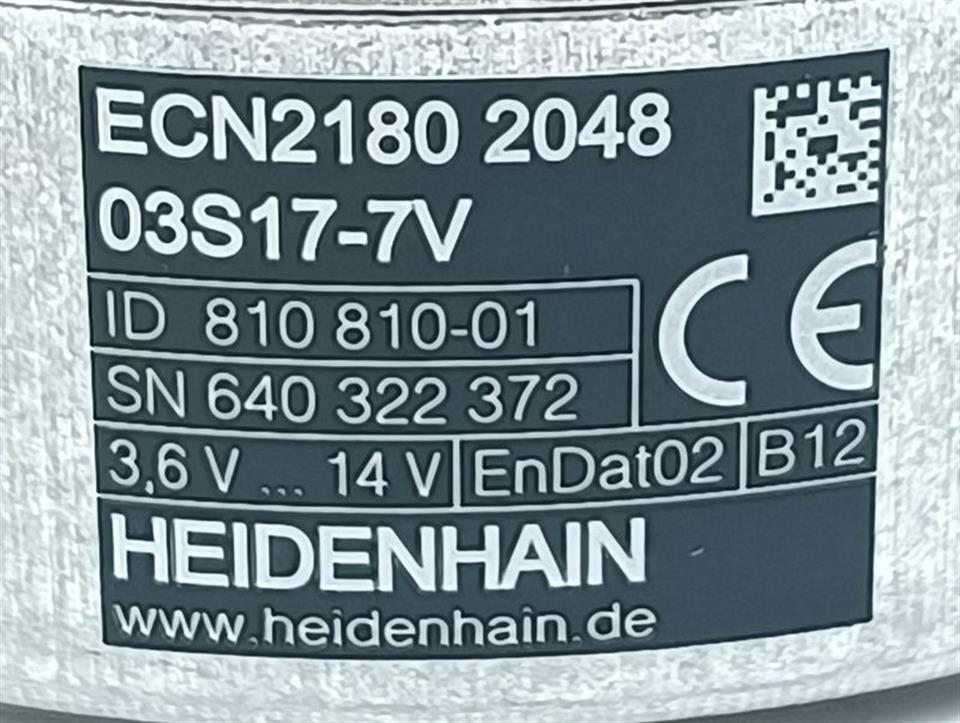 ECN2180 2048
03S17-7V
ID 810 810-01
SN 640 322 372
3,6 V ... 14 V EnDat02 B12
HEIDENHAIN
www.heidenhain.de
CE